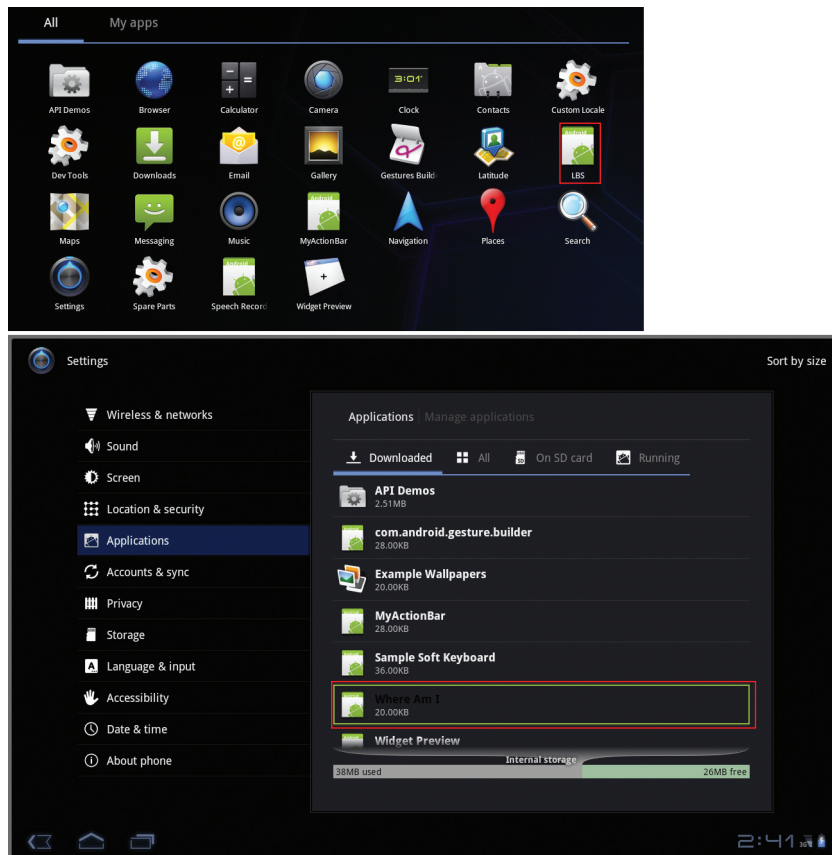 All My apps
API Demos Browser Calculator Camera Clock Contacts Custom Locale
Dev Tools Downloads Email Gallery Gestures Build Latitude LBS
Maps Messaging Music MyActionBar Navigation Places Search
Settings Spare Parts Speech Record Widget Preview
Settings Sort by size
Wireless & networks
Sound
Screen
Location & security
Applications
Accounts & sync
Privacy
Storage
Language & input
Accessibility
Date & time
About phone
Applications Manage applications
Downloaded All On SD card Running
API Demos
2.51MB
com.android.gesture.builder
28.00KB
Example Wallpapers
20.00KB
MyActionBar
28.00KB
Sample Soft Keyboard
36.00KB
Where Am I
20.00KB
Widget Preview
Internal storage
38MB used 26MB free
2:41 3G